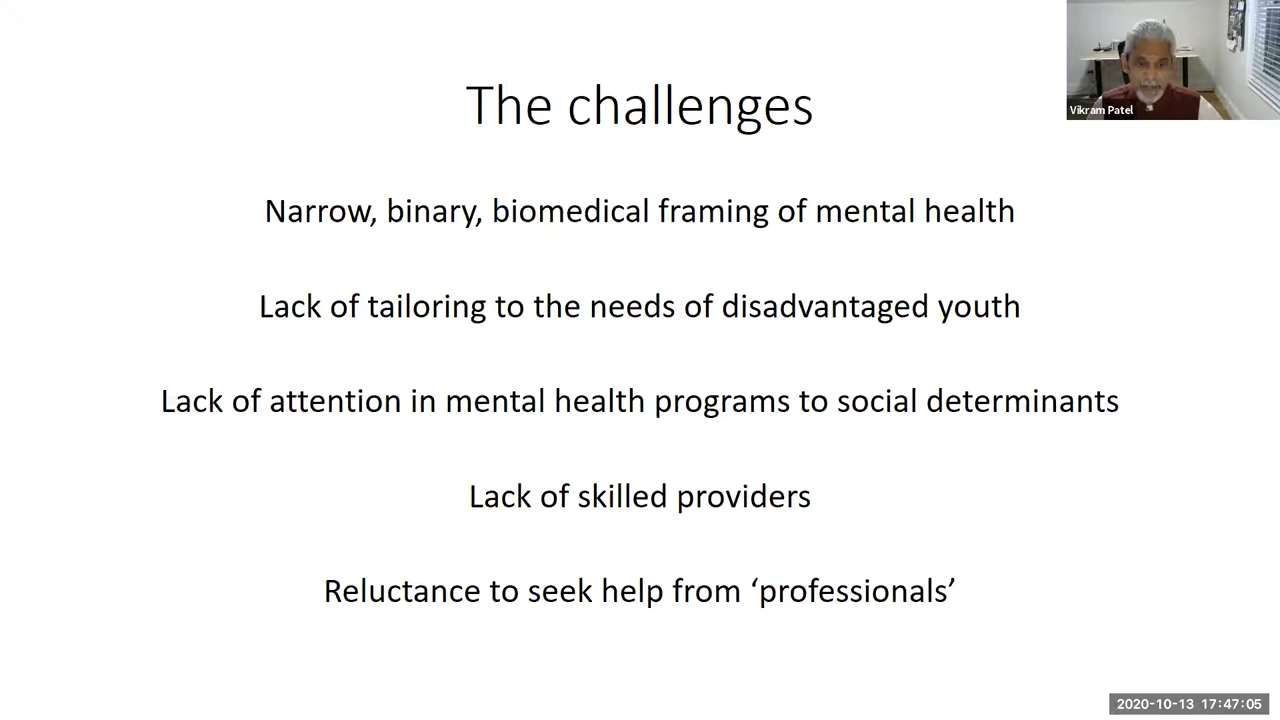 The challenges
Vikram Patel
Narrow, binary, biomedical framing of mental health
Lack of tailoring to the needs of disadvantaged youth
Lack of attention in mental health programs to social determinants
Lack of skilled providers
Reluctance to seek help from ‘professionals’
2020-10-13 17:47:05